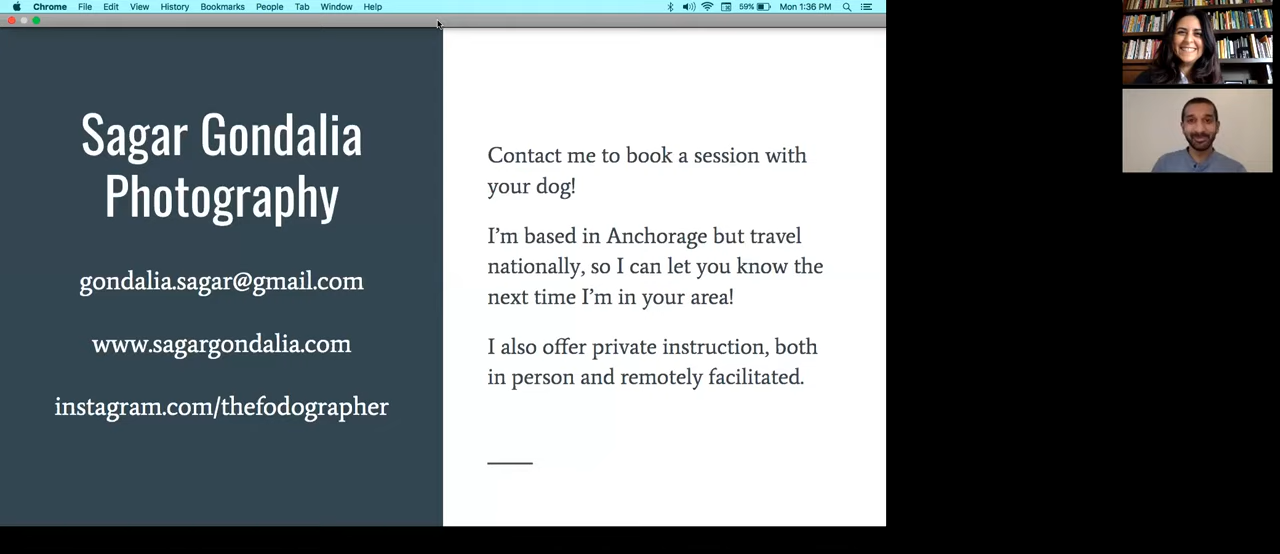 Chrome File Edit View History Bookmarks People Tab Window Help 59% Mon 1:36 PM
Sagar Gondalia
Photography
gondalia.sagar@gmail.com
www.sagargondalia.com
instagram.com/thefodographer
Contact me to book a session with
your dog!
I'm based in Anchorage but travel
nationally, so I can let you know the
next time I'm in your area!
I also offer private instruction, both
in person and remotely facilitated.